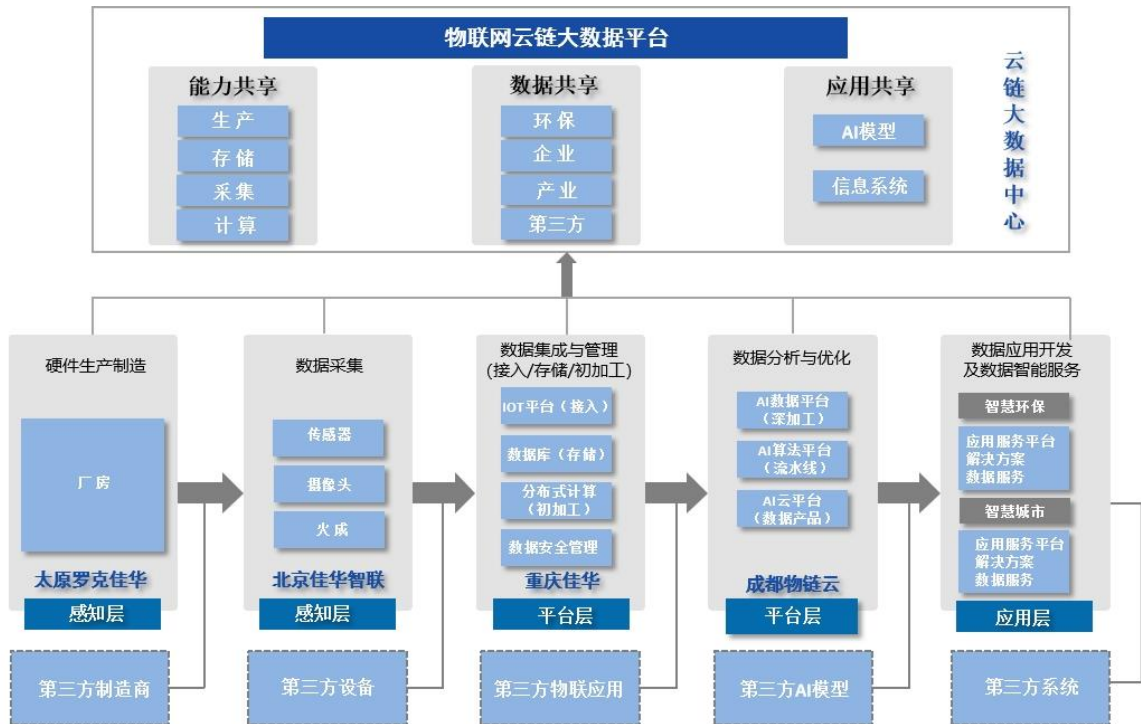 物联网云链大数据平台
能力共享
生产
存储
采集
计算
数据共享
环保
企业
产业
第三方
应用共享
AI模型
信息系统
云链大数据中心
硬件生产制造
厂房
太原罗克佳华
感知层
第三方制造商
数据采集
传感器
摄像头
火成
北京佳华智联
感知层
第三方设备
数据集成与管理
(接入/存储/初加工)
IOT平台（接入）
数据库（存储）
分布式计算
（初加工）
数据安全管理
重庆佳华
平台层
第三方物联应用
数据分析与优化
AI数据平台
（深加工）
AI算法平台
（流水线）
AI云平台
（数据产品）
成都物链云
平台层
第三方AI模型
数据应用开发
及数据智能服务
智慧环保
应用服务平台
解决方案
数据服务
智慧城市
应用服务平台
解决方案
数据服务
应用层
第三方系统